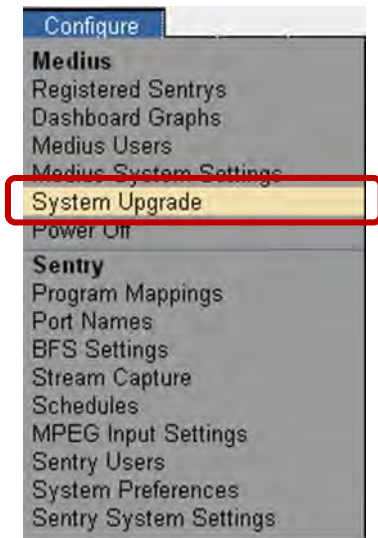 Configure
Medius
Registered Sentrys
Dashboard Graphs
Medius Users
Medius System Settings
System Upgrade
Power Off
Sentry
Program Mappings
Port Names
BFS Settings
Stream Capture
Schedules
MPEG Input Settings
Sentry Users
System Preferences
Sentry System Settings